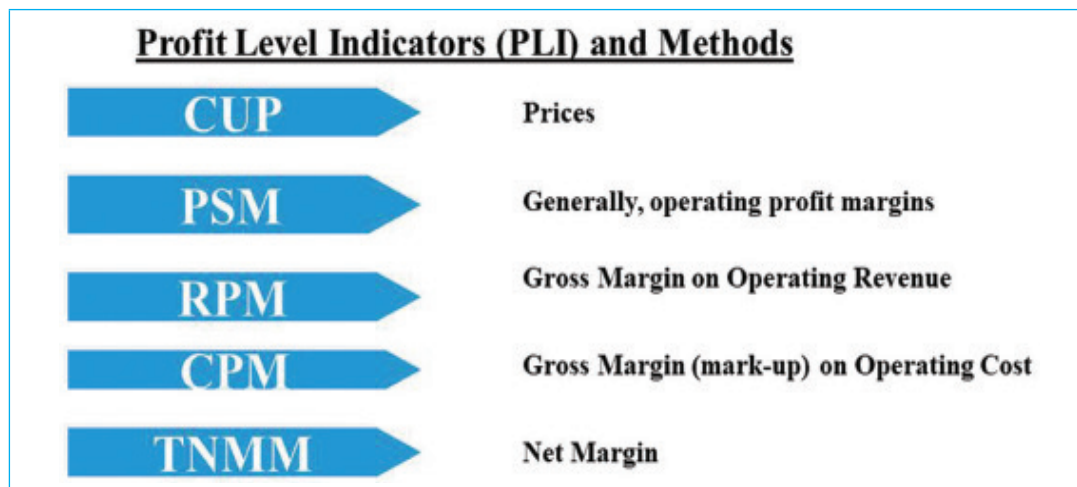 Profit Level Indicators (PLI) and Methods
CUP Prices
PSM Generally, operating profit margins
RPM Gross Margin on Operating Revenue
CPM Gross Margin (mark-up) on Operating Cost
TNMM Net Margin